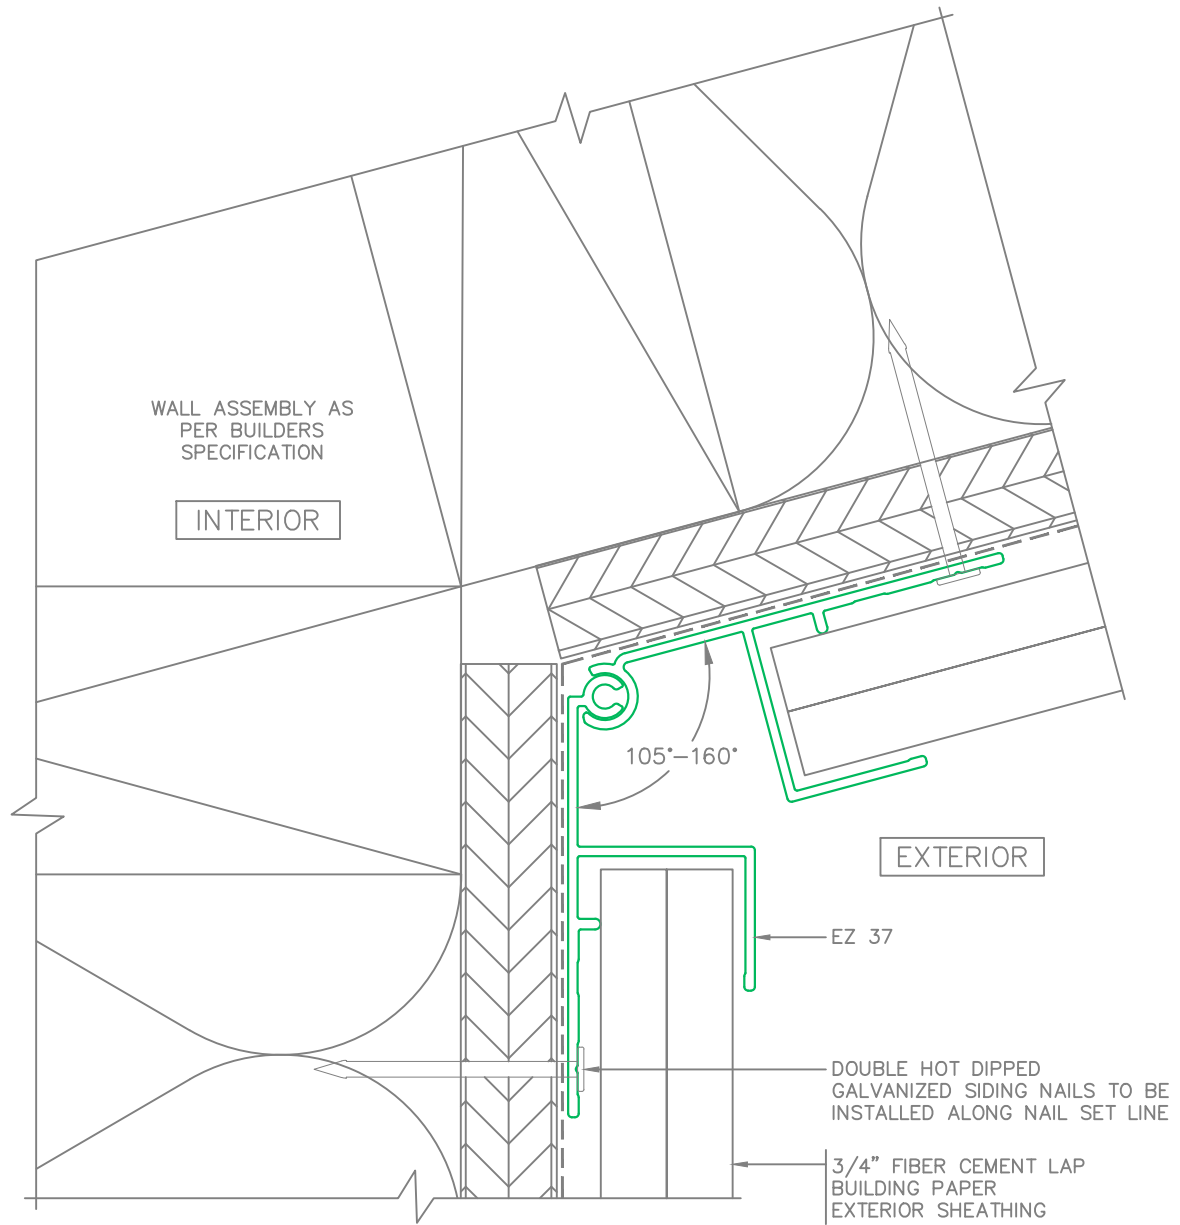 WALL ASSEMBLY AS
PER BUILDERS
SPECIFICATION
INTERIOR
105°–160°
EXTERIOR
EZ 37
DOUBLE HOT DIPPED
GALVANIZED SIDING NAILS TO BE
INSTALLED ALONG NAIL SET LINE
3/4” FIBER CEMENT LAP
BUILDING PAPER
EXTERIOR SHEATHING